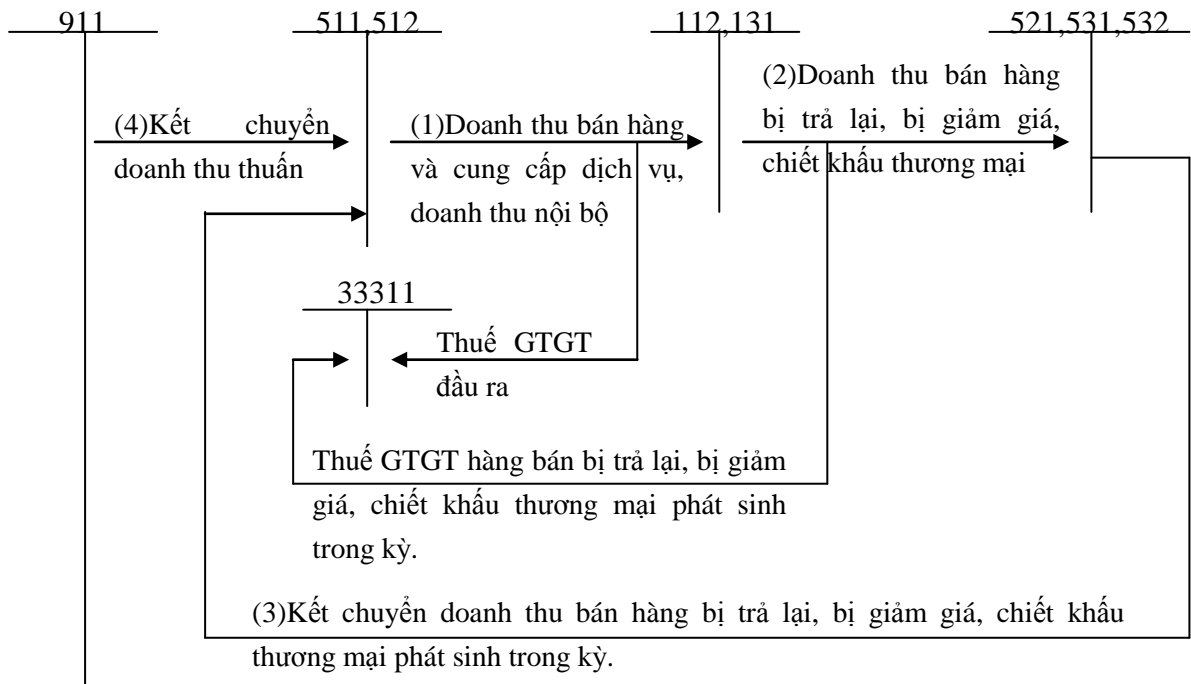 911
511,512
112,131
521,531,532
(4)Kết chuyển
doanh thu thuấn
(1)Doanh thu bán hàng
và cung cấp dịch vụ,
doanh thu nội bộ
(2)Doanh thu bán hàng
bị trả lại, bị giảm giá,
chiết khấu thương mại
33311
Thuế GTGT
đầu ra
Thuế GTGT hàng bán bị trả lại, bị giảm
giá, chiết khấu thương mại phát sinh
trong kỳ.
(3)Kết chuyển doanh thu bán hàng bị trả lại, bị giảm giá, chiết khấu
thương mại phát sinh trong kỳ.